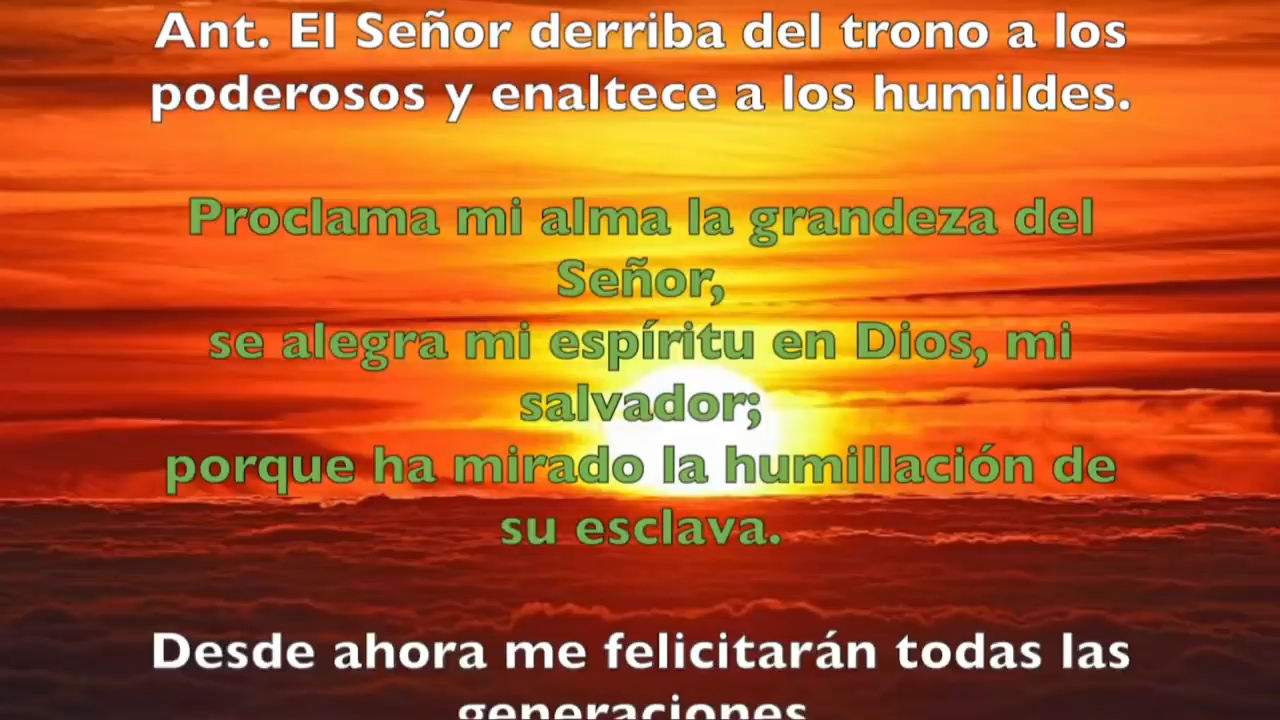 Ant. El Señor derriba del trono a los
poderosos y enaltece a los humildes.
Proclama mi alma la grandeza del
Señor,
se alegra mi espíritu en Dios, mi
salvador;
porque ha mirado la humillación de
su esclava.
Desde ahora me felicitarán todas las
generaciones